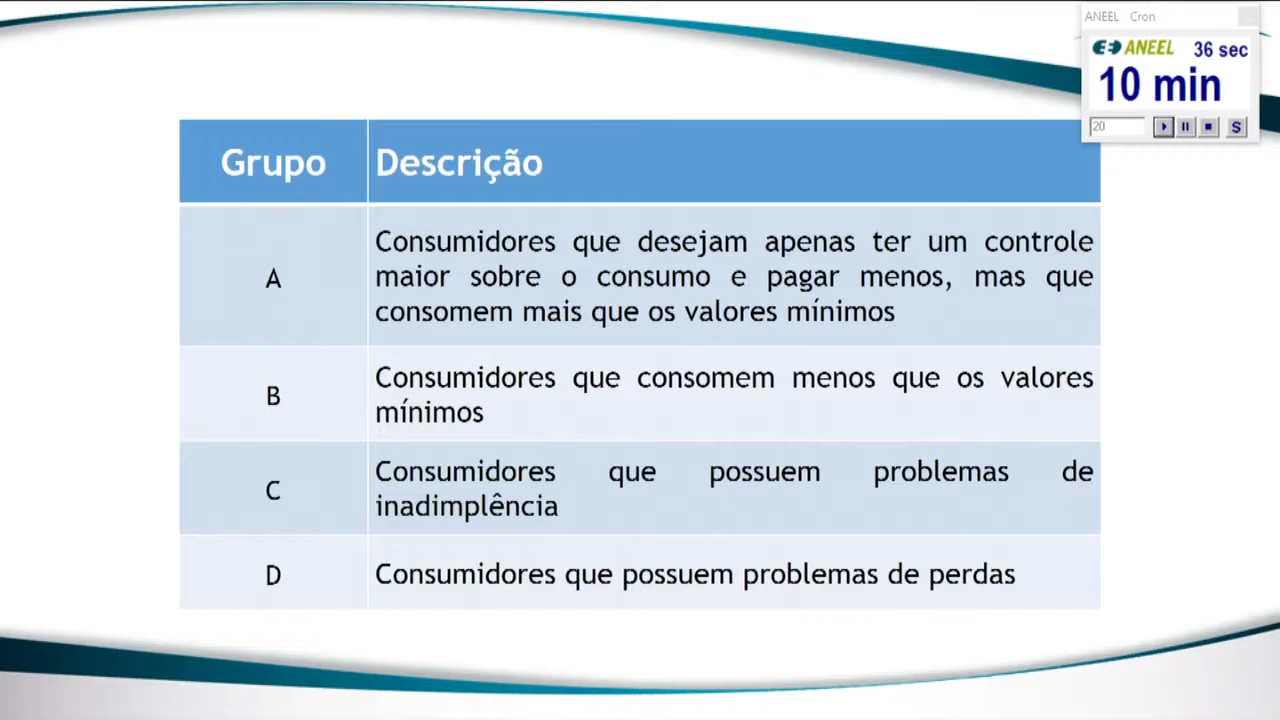 ANEEL Cron
ANEEL 36 sec
10 min
20
S
Grupo Descrição
A
Consumidores que desejam apenas ter um controle
maior sobre o consumo e pagar menos, mas que
consomem mais que os valores mínimos
B
Consumidores que consomem menos que os valores
mínimos
C
Consumidores que possuem problemas de
inadimplência
D
Consumidores que possuem problemas de perdas